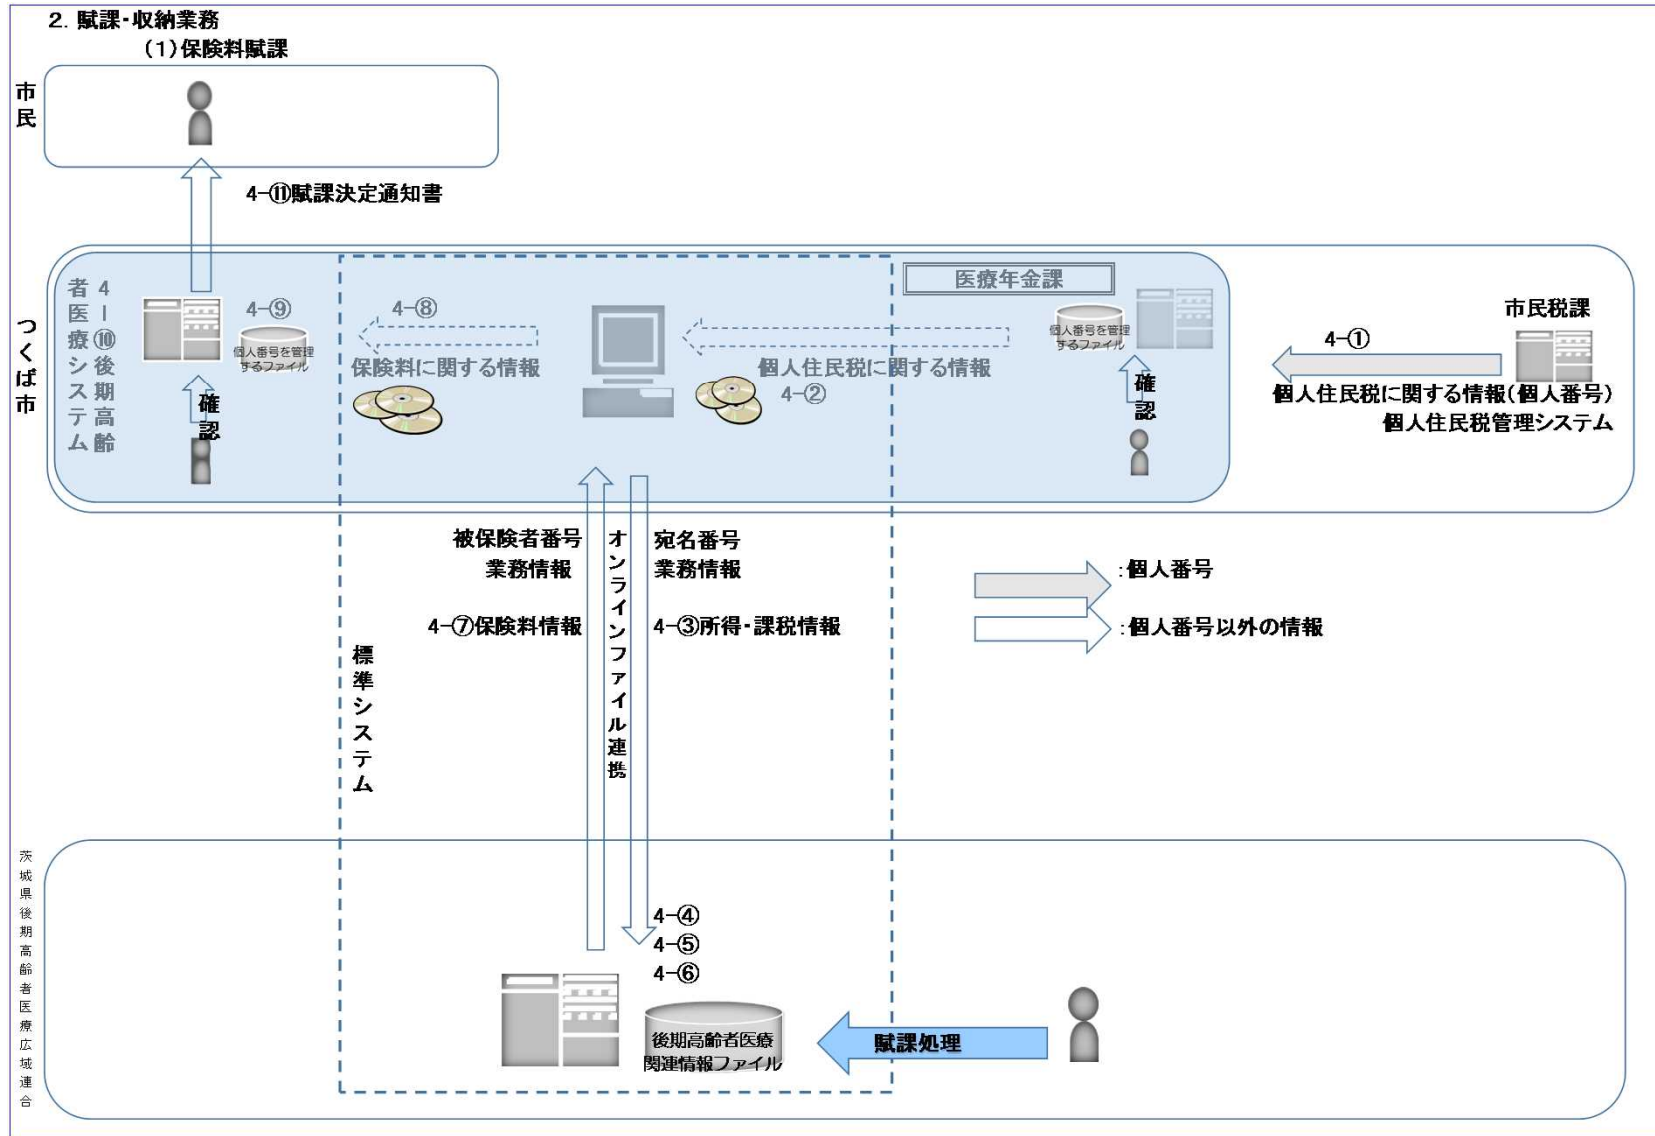 2. 賦課・収納業務
(1)保険料賦課
市民
4-⑪賦課決定通知書
つくば市
4-⑩後期高齢
者医療システム
4-⑨
個人番号を管理
するファイル
確認
4-⑧
保険料に関する情報
医療年金課
個人住民税に関する情報
4-②
個人番号を管理
するファイル
確認
市民税課
4-①
個人住民税に関する情報(個人番号)
個人住民税管理システム
被保険者番号
業務情報
4-⑦保険料情報
オンラインファイル連携
宛名番号
業務情報
4-③所得・課税情報
:個人番号
:個人番号以外の情報
標準システム
茨城県後期高齢者医療広域連合
4-④
4-⑤
4-⑥
後期高齢者医療
関連情報ファイル
賦課処理